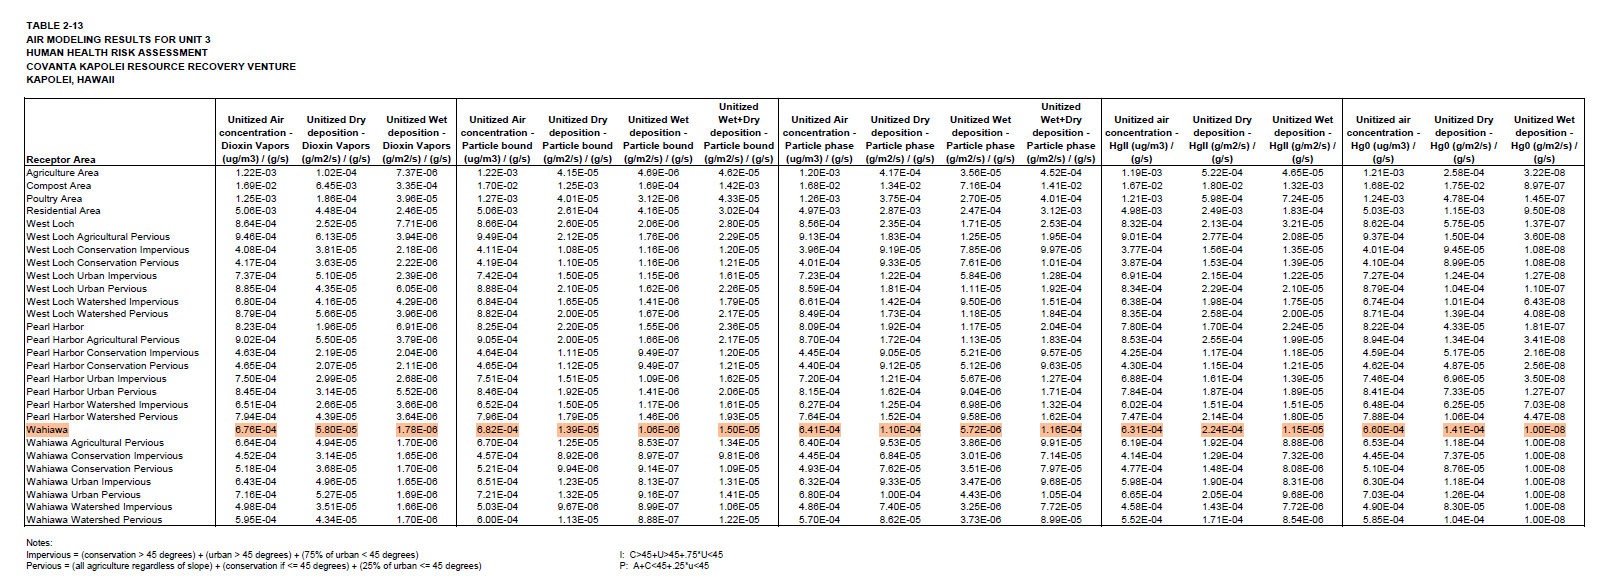 TABLE 2-13
AIR MODELING RESULTS FOR UNIT 3
HUMAN HEALTH RISK ASSESSMENT
COVANTA KAPOLEI RESOURCE RECOVERY VENTURE
KAPOLEI, HAWAII
Receptor Area | Unitized Air concentration - Dioxin Vapors (ug/m3) / (g/s) | Unitized Dry deposition - Dioxin Vapors (g/m2/s) / (g/s) | Unitized Wet deposition - Dioxin Vapors (g/m2/s) / (g/s) | Unitized Air concentration - Particle bound (ug/m3) / (g/s) | Unitized Dry deposition - Particle bound (g/m2/s) / (g/s) | Unitized Wet deposition - Particle bound (g/m2/s) / (g/s) | Unitized Wet+Dry deposition - Particle bound (g/m2/s) / (g/s) | Unitized Air concentration - Particle phase (ug/m3) / (g/s) | Unitized Dry deposition - Particle phase (g/m2/s) / (g/s) | Unitized Wet deposition - Particle phase (g/m2/s) / (g/s) | Unitized Wet+Dry deposition - Particle phase (g/m2/s) / (g/s) | Unitized air concentration - HgII (ug/m3) / (g/s) | Unitized Dry deposition - HgII (g/m2/s) / (g/s) | Unitized Wet deposition - HgII (g/m2/s) / (g/s) | Unitized air concentration - Hg0 (ug/m3) / (g/s) | Unitized Dry deposition - Hg0 (g/m2/s) / (g/s) | Unitized Wet deposition - Hg0 (g/m2/s) / (g/s)
Agriculture Area 1.22E-03 1.02E-04 7.37E-06 1.22E-03 4.15E-05 4.69E-06 4.62E-05 1.20E-03 4.17E-04 3.56E-05 4.52E-04 1.19E-03 5.22E-04 4.65E-05 1.21E-03 2.58E-04 3.22E-08
Compost Area 1.69E-02 6.45E-03 3.35E-04 1.70E-02 1.25E-03 1.69E-04 1.42E-03 1.68E-02 1.34E-02 7.16E-04 1.41E-02 1.67E-02 1.80E-02 1.32E-03 1.68E-02 1.75E-02 8.97E-07
Poultry Area 1.25E-03 1.86E-04 3.96E-05 1.27E-03 4.01E-05 3.12E-06 4.33E-05 1.26E-03 3.75E-04 2.70E-05 4.01E-04 1.21E-03 5.98E-04 7.24E-05 1.24E-03 4.78E-04 1.45E-07
Residential Area 5.06E-03 4.48E-04 2.46E-05 5.06E-03 2.61E-04 4.16E-05 3.02E-04 4.97E-03 2.87E-03 2.47E-04 3.12E-03 4.98E-03 2.49E-03 1.83E-04 5.03E-03 1.15E-03 9.50E-08
West Loch 8.64E-04 2.52E-05 7.71E-06 8.66E-04 2.60E-05 2.06E-06 2.80E-05 8.56E-04 2.35E-04 1.71E-05 2.53E-04 8.32E-04 2.13E-04 3.21E-05 8.62E-04 5.75E-05 1.37E-07
West Loch Agricultural Pervious 9.46E-04 6.13E-05 3.94E-06 9.49E-04 2.12E-05 1.76E-06 2.29E-05 9.13E-04 1.83E-04 1.25E-05 1.95E-04 9.01E-04 2.77E-04 2.08E-05 9.37E-04 1.50E-04 3.60E-08
West Loch Conservation Impervious 4.08E-04 3.81E-05 2.18E-06 4.11E-04 1.08E-05 1.16E-06 1.20E-05 3.96E-04 9.19E-05 7.85E-06 9.97E-05 3.77E-04 1.56E-04 1.35E-05 4.01E-04 9.45E-05 1.08E-08
West Loch Conservation Pervious 4.17E-04 3.63E-05 2.22E-06 4.19E-04 1.10E-05 1.16E-06 1.21E-05 4.01E-04 9.33E-05 7.61E-06 1.01E-04 3.87E-04 1.53E-04 1.39E-05 4.10E-04 8.99E-05 1.08E-08
West Loch Urban Impervious 7.37E-04 5.10E-05 2.39E-06 7.42E-04 1.50E-05 1.15E-06 1.61E-05 7.23E-04 1.22E-04 5.84E-06 1.28E-04 6.91E-04 2.15E-04 1.22E-05 7.27E-04 1.24E-04 1.27E-08
West Loch Urban Pervious 8.85E-04 4.35E-05 6.05E-06 8.88E-04 2.10E-05 1.62E-06 2.26E-05 8.59E-04 1.81E-04 1.11E-05 1.92E-04 8.34E-04 2.29E-04 2.10E-05 8.79E-04 1.04E-04 1.10E-07
West Loch Watershed Impervious 6.80E-04 4.16E-05 4.29E-06 6.84E-04 1.65E-05 1.41E-06 1.79E-05 6.61E-04 1.42E-04 9.50E-06 1.51E-04 6.38E-04 1.98E-04 1.75E-05 6.74E-04 1.01E-04 6.43E-08
West Loch Watershed Pervious 8.79E-04 5.66E-05 3.96E-06 8.82E-04 2.00E-05 1.67E-06 2.17E-05 8.49E-04 1.73E-04 1.18E-05 1.84E-04 8.35E-04 2.58E-04 2.00E-05 8.71E-04 1.39E-04 4.08E-08
Pearl Harbor 8.23E-04 1.96E-05 6.91E-06 8.25E-04 2.20E-05 1.55E-06 2.36E-05 8.09E-04 1.92E-04 1.17E-05 2.04E-04 7.80E-04 1.70E-04 2.24E-05 8.22E-04 4.33E-05 1.81E-07
Pearl Harbor Agricultural Pervious 9.02E-04 5.50E-05 3.79E-06 9.05E-04 2.00E-05 1.66E-06 2.17E-05 8.70E-04 1.72E-04 1.13E-05 1.83E-04 8.53E-04 2.55E-04 1.99E-05 8.94E-04 1.34E-04 3.41E-08
Pearl Harbor Conservation Impervious 4.63E-04 2.19E-05 2.04E-06 4.64E-04 1.11E-05 9.49E-07 1.20E-05 4.45E-04 9.05E-05 5.21E-06 9.57E-05 4.25E-04 1.17E-04 1.18E-05 4.59E-04 5.17E-05 2.16E-08
Pearl Harbor Conservation Pervious 4.65E-04 2.07E-05 2.11E-06 4.65E-04 1.12E-05 9.49E-07 1.21E-05 4.40E-04 9.12E-05 5.12E-06 9.63E-05 4.30E-04 1.15E-04 1.21E-05 4.62E-04 4.87E-05 2.56E-08
Pearl Harbor Urban Impervious 7.50E-04 2.99E-05 2.68E-06 7.51E-04 1.51E-05 1.09E-06 1.62E-05 7.20E-04 1.21E-04 5.67E-06 1.27E-04 6.88E-04 1.61E-04 1.39E-05 7.46E-04 6.96E-05 3.50E-08
Pearl Harbor Urban Pervious 8.45E-04 3.14E-05 5.52E-06 8.46E-04 1.92E-05 1.41E-06 2.06E-05 8.15E-04 1.62E-04 9.04E-06 1.71E-04 7.84E-04 1.87E-04 1.89E-05 8.41E-04 7.33E-05 1.27E-07
Pearl Harbor Watershed Impervious 6.51E-04 2.66E-05 3.66E-06 6.52E-04 1.50E-05 1.17E-06 1.61E-05 6.27E-04 1.25E-04 6.98E-06 1.32E-04 6.02E-04 1.51E-04 1.51E-05 6.48E-04 6.25E-05 7.03E-08
Pearl Harbor Watershed Pervious 7.94E-04 4.39E-05 3.64E-06 7.96E-04 1.79E-05 1.46E-06 1.93E-05 7.64E-04 1.52E-04 9.58E-06 1.62E-04 7.47E-04 2.14E-04 1.80E-05 7.88E-04 1.06E-04 4.47E-08
Wahiawa 6.76E-04 5.80E-05 1.78E-06 6.82E-04 1.39E-05 1.06E-06 1.50E-05 6.41E-04 1.10E-04 5.72E-06 1.16E-04 6.31E-04 2.24E-04 1.15E-05 6.60E-04 1.41E-04 1.00E-08
Wahiawa Agricultural Pervious 6.64E-04 4.94E-05 1.70E-06 6.70E-04 1.25E-05 8.53E-07 1.34E-05 6.40E-04 9.53E-05 3.86E-06 9.91E-05 6.19E-04 1.92E-04 8.88E-06 6.53E-04 1.18E-04 1.00E-08
Wahiawa Conservation Impervious 4.52E-04 3.14E-05 1.65E-06 4.57E-04 8.92E-06 8.97E-07 9.81E-06 4.45E-04 6.84E-05 3.01E-06 7.14E-05 4.14E-04 1.29E-04 7.32E-06 4.45E-04 7.37E-05 1.00E-08
Wahiawa Conservation Pervious 5.18E-04 3.68E-05 1.70E-06 5.21E-04 9.94E-06 9.14E-07 1.09E-05 4.93E-04 7.62E-05 3.51E-06 7.97E-05 4.77E-04 1.48E-04 8.08E-06 5.10E-04 8.76E-05 1.00E-08
Wahiawa Urban Impervious 6.43E-04 4.96E-05 1.65E-06 6.51E-04 1.23E-05 8.13E-07 1.31E-05 6.32E-04 9.33E-05 3.47E-06 9.68E-05 5.98E-04 1.90E-04 8.31E-06 6.30E-04 1.18E-04 1.00E-08
Wahiawa Urban Pervious 7.16E-04 5.27E-05 1.69E-06 7.21E-04 1.32E-05 9.16E-07 1.41E-05 6.80E-04 1.00E-04 4.43E-06 1.05E-04 6.65E-04 2.05E-04 9.68E-06 7.03E-04 1.26E-04 1.00E-08
Wahiawa Watershed Impervious 4.98E-04 3.51E-05 1.66E-06 5.03E-04 9.67E-06 8.99E-07 1.06E-05 4.86E-04 7.40E-05 3.25E-06 7.72E-05 4.58E-04 1.43E-04 7.72E-06 4.90E-04 8.30E-05 1.00E-08
Wahiawa Watershed Pervious 5.95E-04 4.34E-05 1.70E-06 6.00E-04 1.13E-05 8.88E-07 1.22E-05 5.70E-04 8.62E-05 3.73E-06 8.99E-05 5.52E-04 1.71E-04 8.54E-06 5.85E-04 1.04E-04 1.00E-08
Notes:
Impervious = (conservation > 45 degrees) + (urban > 45 degrees) + (75% of urban < 45 degrees) I: C>45+U>45+.75*U<45
Pervious = (all agriculture regardless of slope) + (conservation if <= 45 degrees) + (25% of urban <= 45 degrees) P: A+C<45+.25*u<45